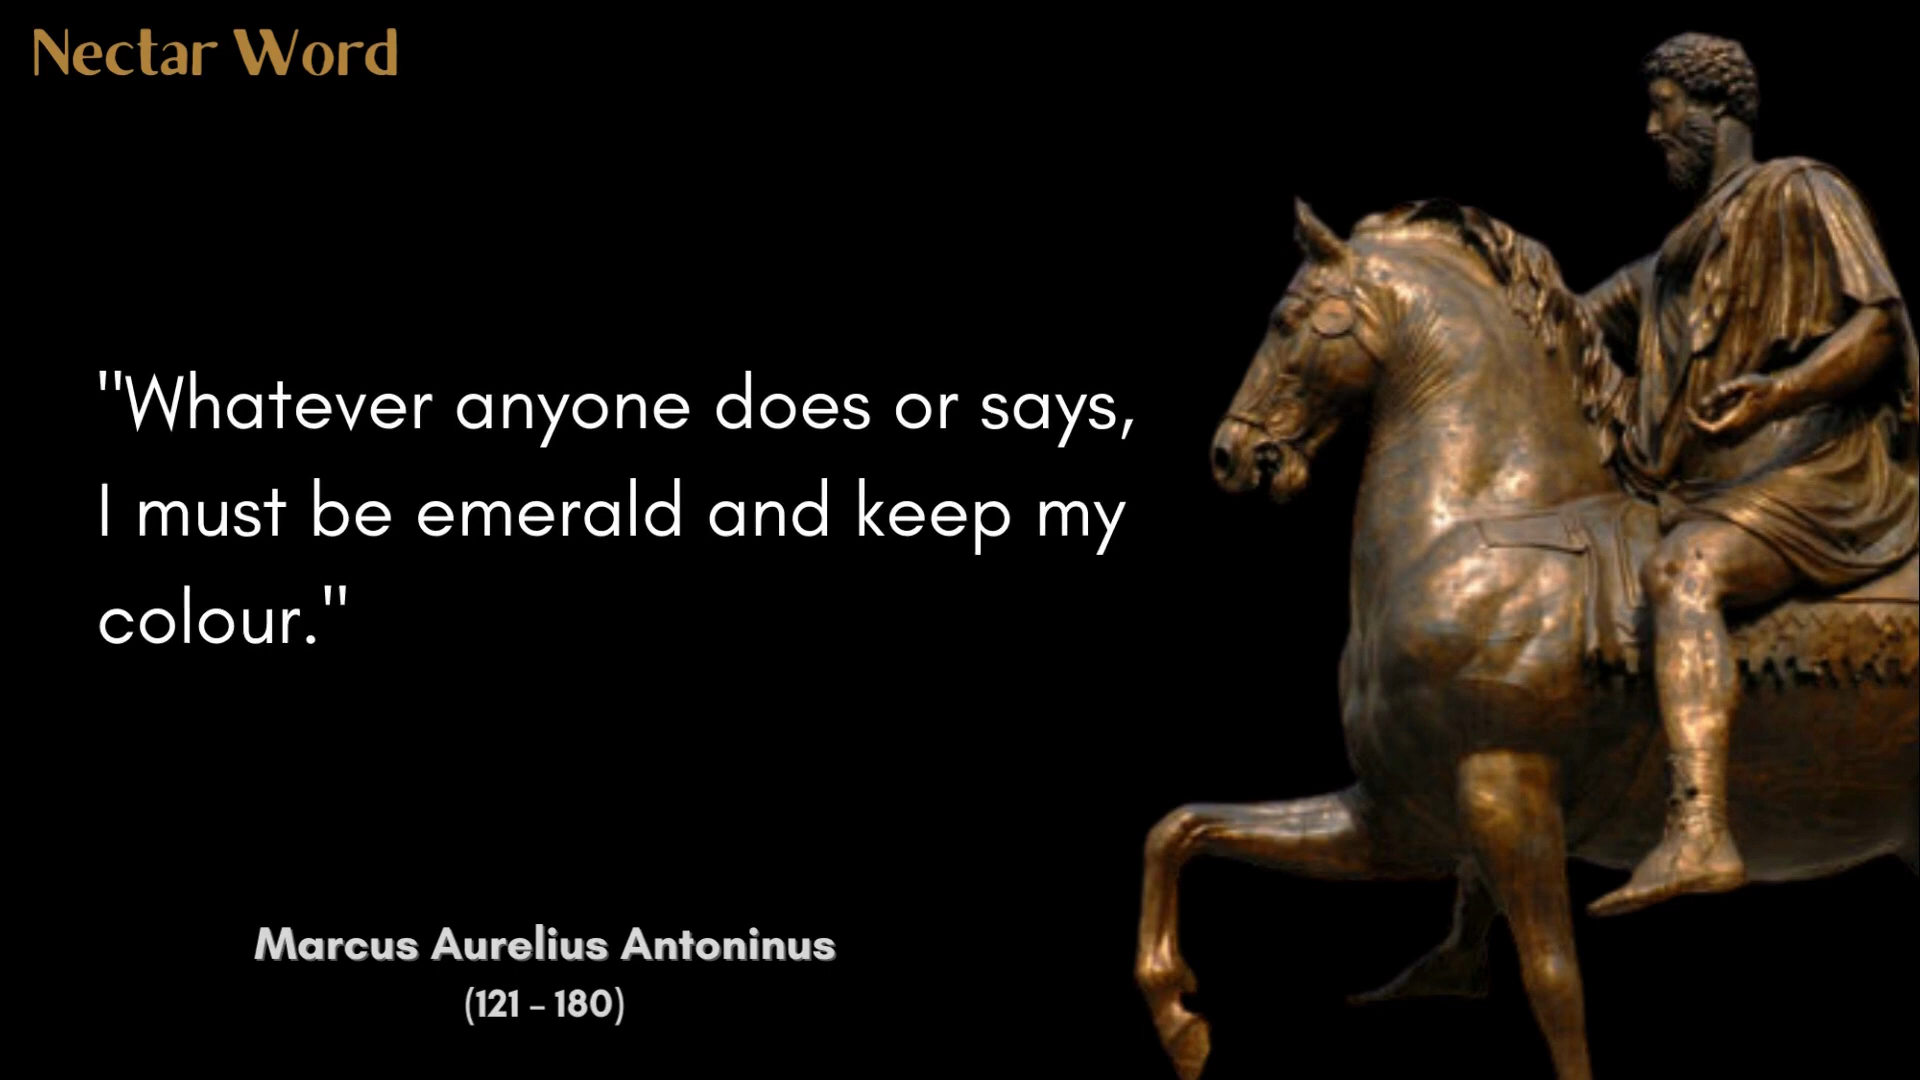 Nectar Word
"Whatever anyone does or says,
I must be emerald and keep my
colour."
Marcus Aurelius Antoninus
(121 – 180)